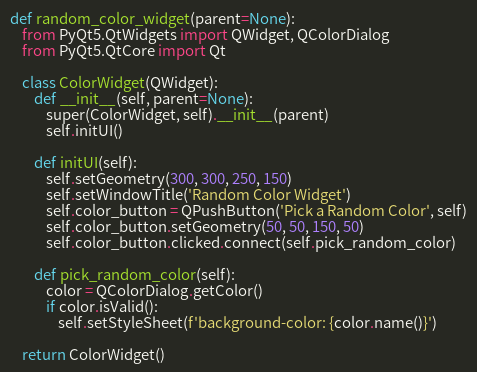 def random_color_widget(parent=None):
from PyQt5.QtWidgets import QWidget, QColorDialog
from PyQt5.QtCore import Qt
class ColorWidget(QWidget):
def __init__(self, parent=None):
super(ColorWidget, self).__init__(parent)
self.initUI()
def initUI(self):
self.setGeometry(300, 300, 250, 150)
self.setWindowTitle('Random Color Widget')
self.color_button = QPushButton('Pick a Random Color', self)
self.color_button.setGeometry(50, 50, 150, 50)
self.color_button.clicked.connect(self.pick_random_color)
def pick_random_color(self):
color = QColorDialog.getColor()
if color.isValid():
self.setStyleSheet(f'background-color: {color.name()}')
return ColorWidget()